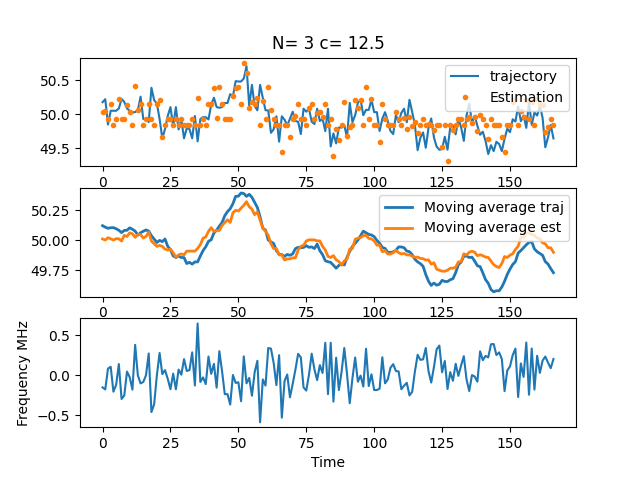 N= 3 c= 12.5
50.5
50.0
49.5
trajectory
Estimation
0 25 50 75 100 125 150
50.25
50.00
49.75
Moving average traj
Moving average est
0 25 50 75 100 125 150
Frequency MHz
0.5
0.0
−0.5
0 25 50 75 100 125 150
Time